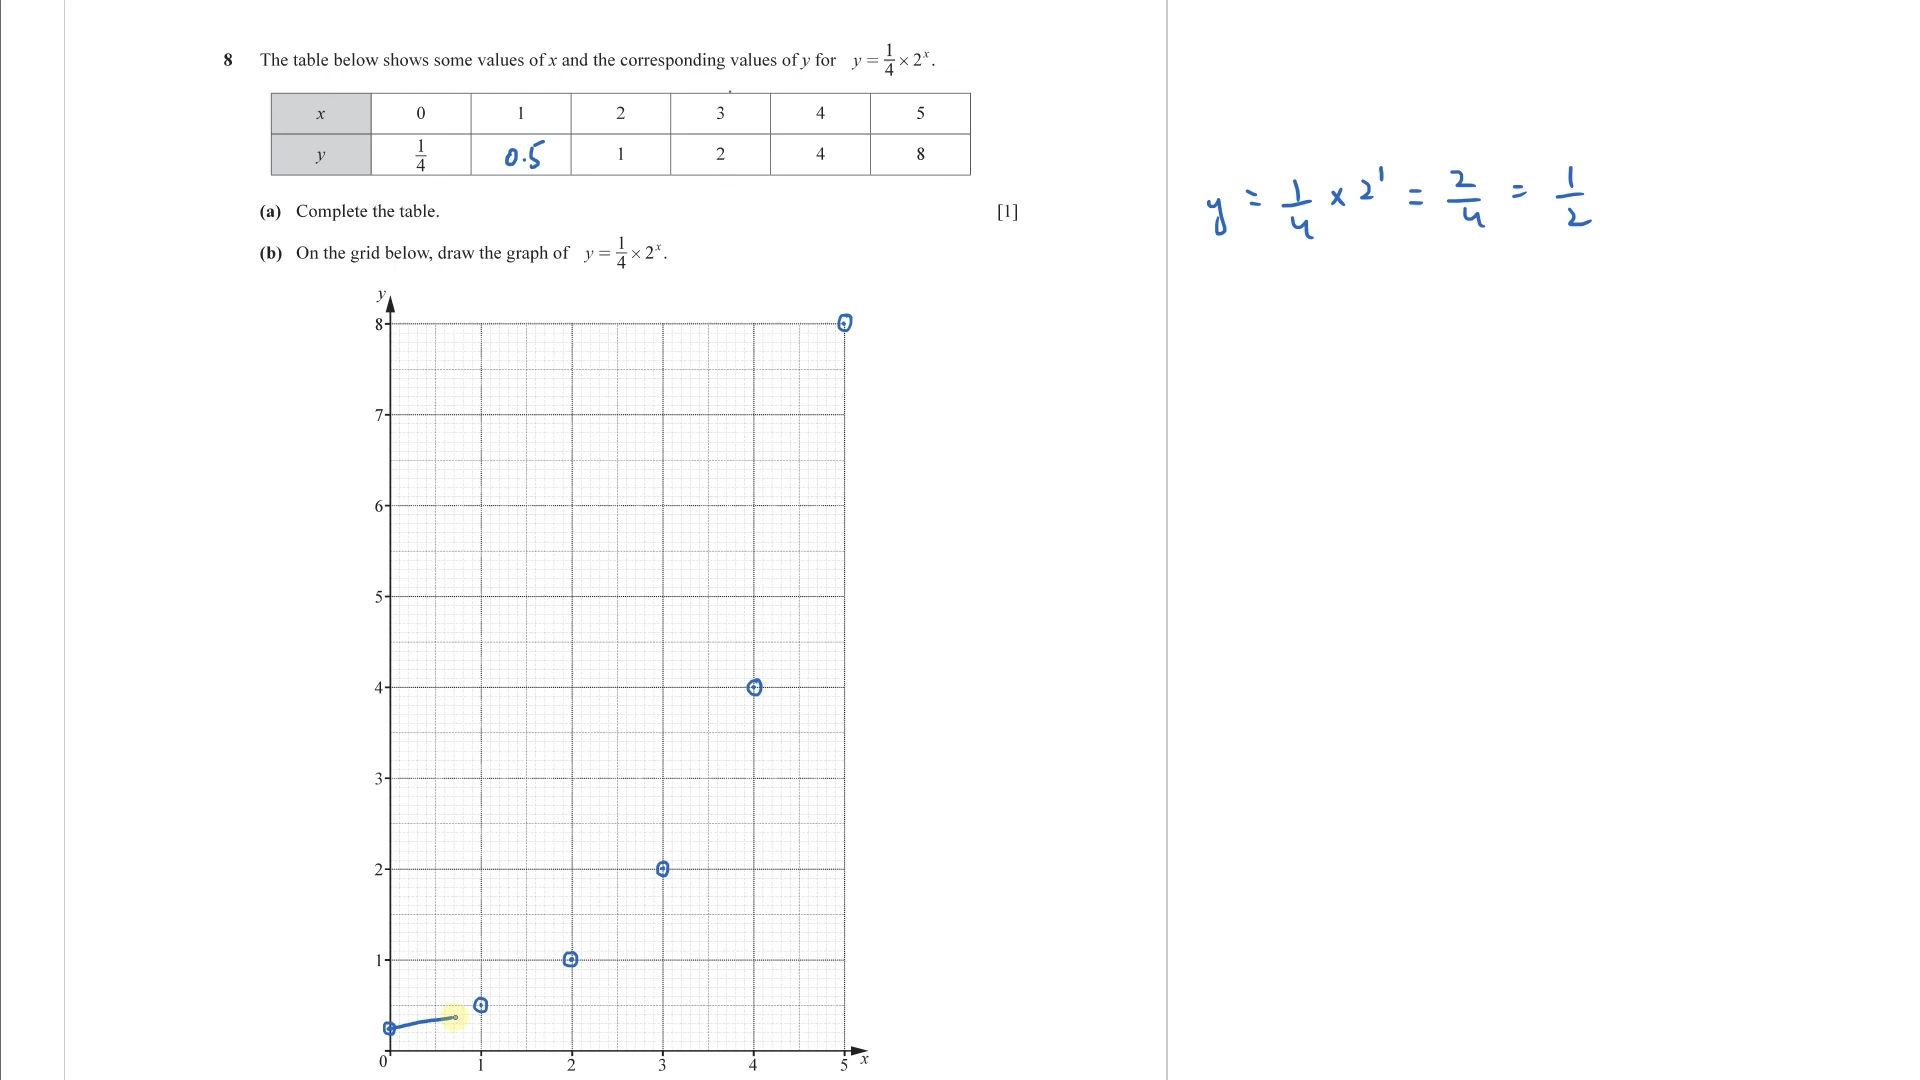 8 The table below shows some values of x and the corresponding values of y for y = 1/4 × 2^x.
x 0 1 2 3 4 5
y 1/4 0.5 1 2 4 8
y = 1/4 × 2^1 = 2/4 = 1/2
(a) Complete the table. [1]
(b) On the grid below, draw the graph of y = 1/4 × 2^x.
y
8
7
6
5
4
3
2
1
0 1 2 3 4 5 x